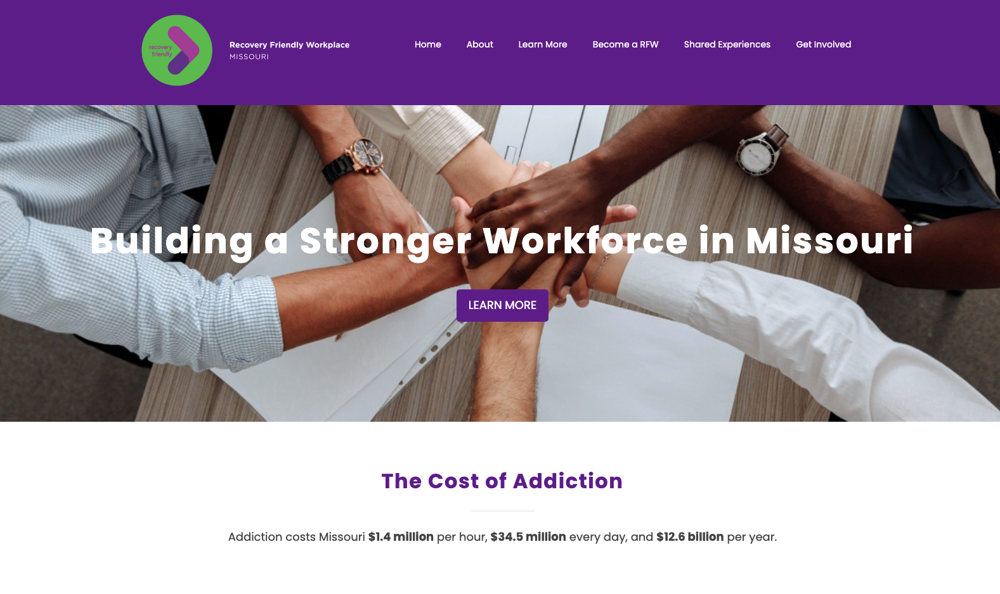 recovery
friendly
Recovery Friendly Workplace
MISSOURI
Home
About
Learn More
Become a RFW
Shared Experiences
Get Involved
Building a Stronger Workforce in Missouri
LEARN MORE
The Cost of Addiction
Addiction costs Missouri $1.4 million per hour, $34.5 million every day, and $12.6 billion per year.